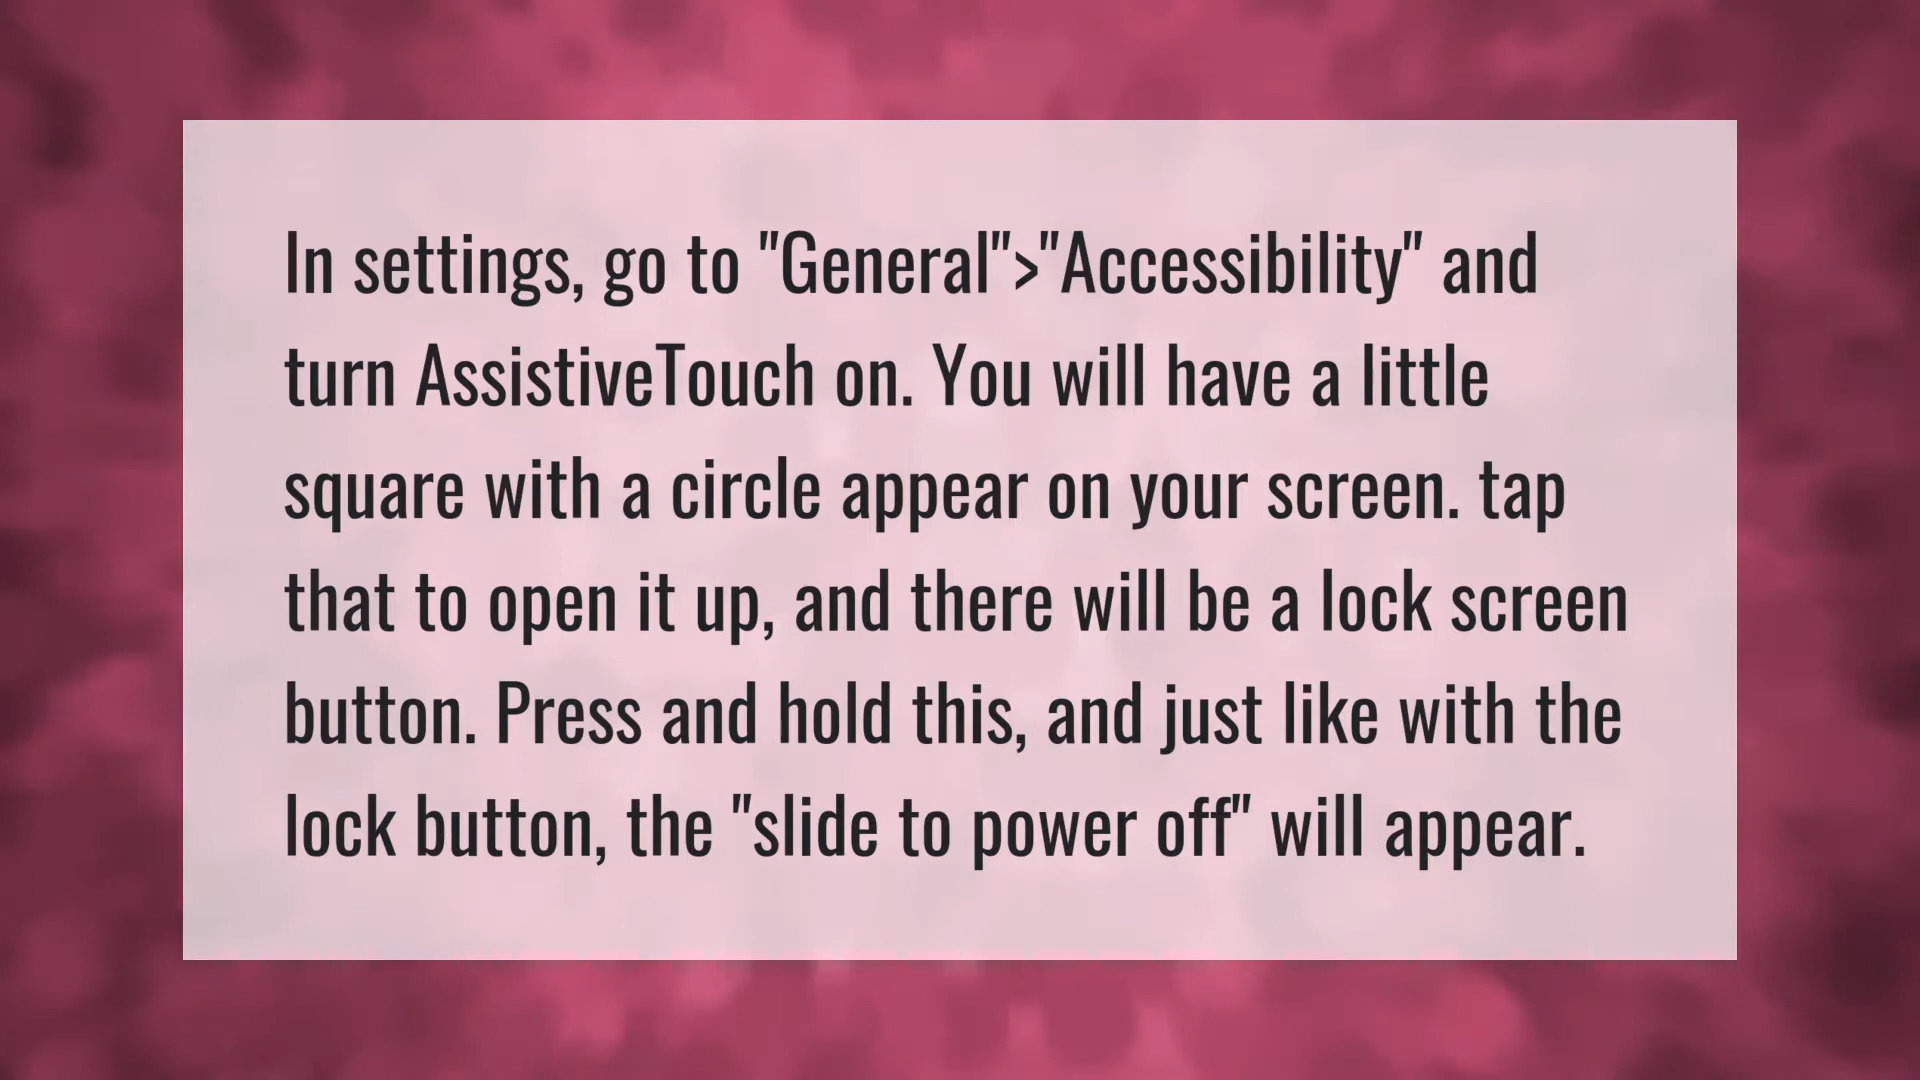 In settings, go to "General">"Accessibility" and
turn AssistiveTouch on. You will have a little
square with a circle appear on your screen. tap
that to open it up, and there will be a lock screen
button. Press and hold this, and just like with the
lock button, the "slide to power off" will appear.